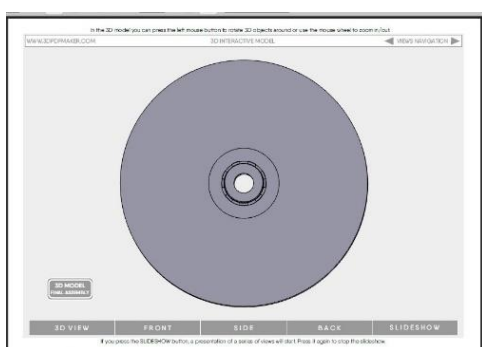 In the 3D model you can press the left mouse button to rotate 3D objects around or use the mouse wheel to zoom in/out
WWW.3DPDFMAKER.COM 3D INTERACTIVE MODEL VIEWS NAVIGATION
3D MODEL
FINAL ASSEMBLY
3D VIEW FRONT SIDE BACK SLIDESHOW
If you press the SLIDESHOW button, a presentation of a series of views will start. Press it again to stop the slideshow.